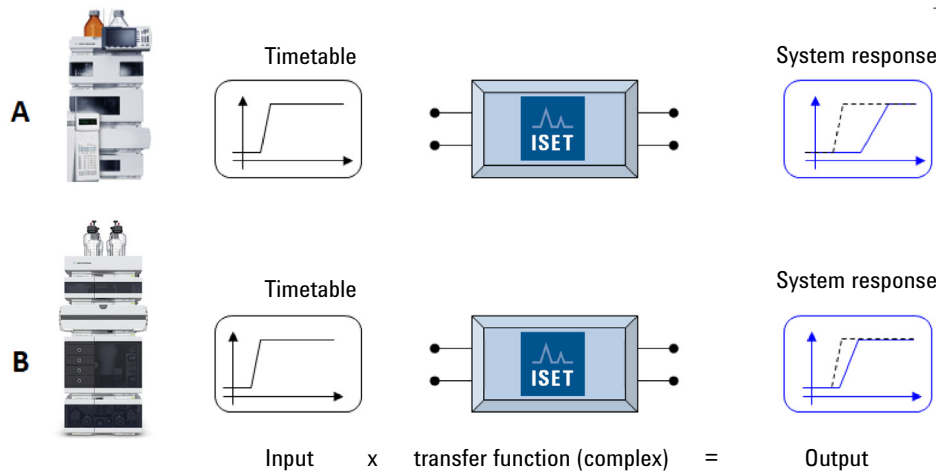 Timetable
System response
A
ISET
Timetable
System response
B
ISET
Input x transfer function (complex) = Output